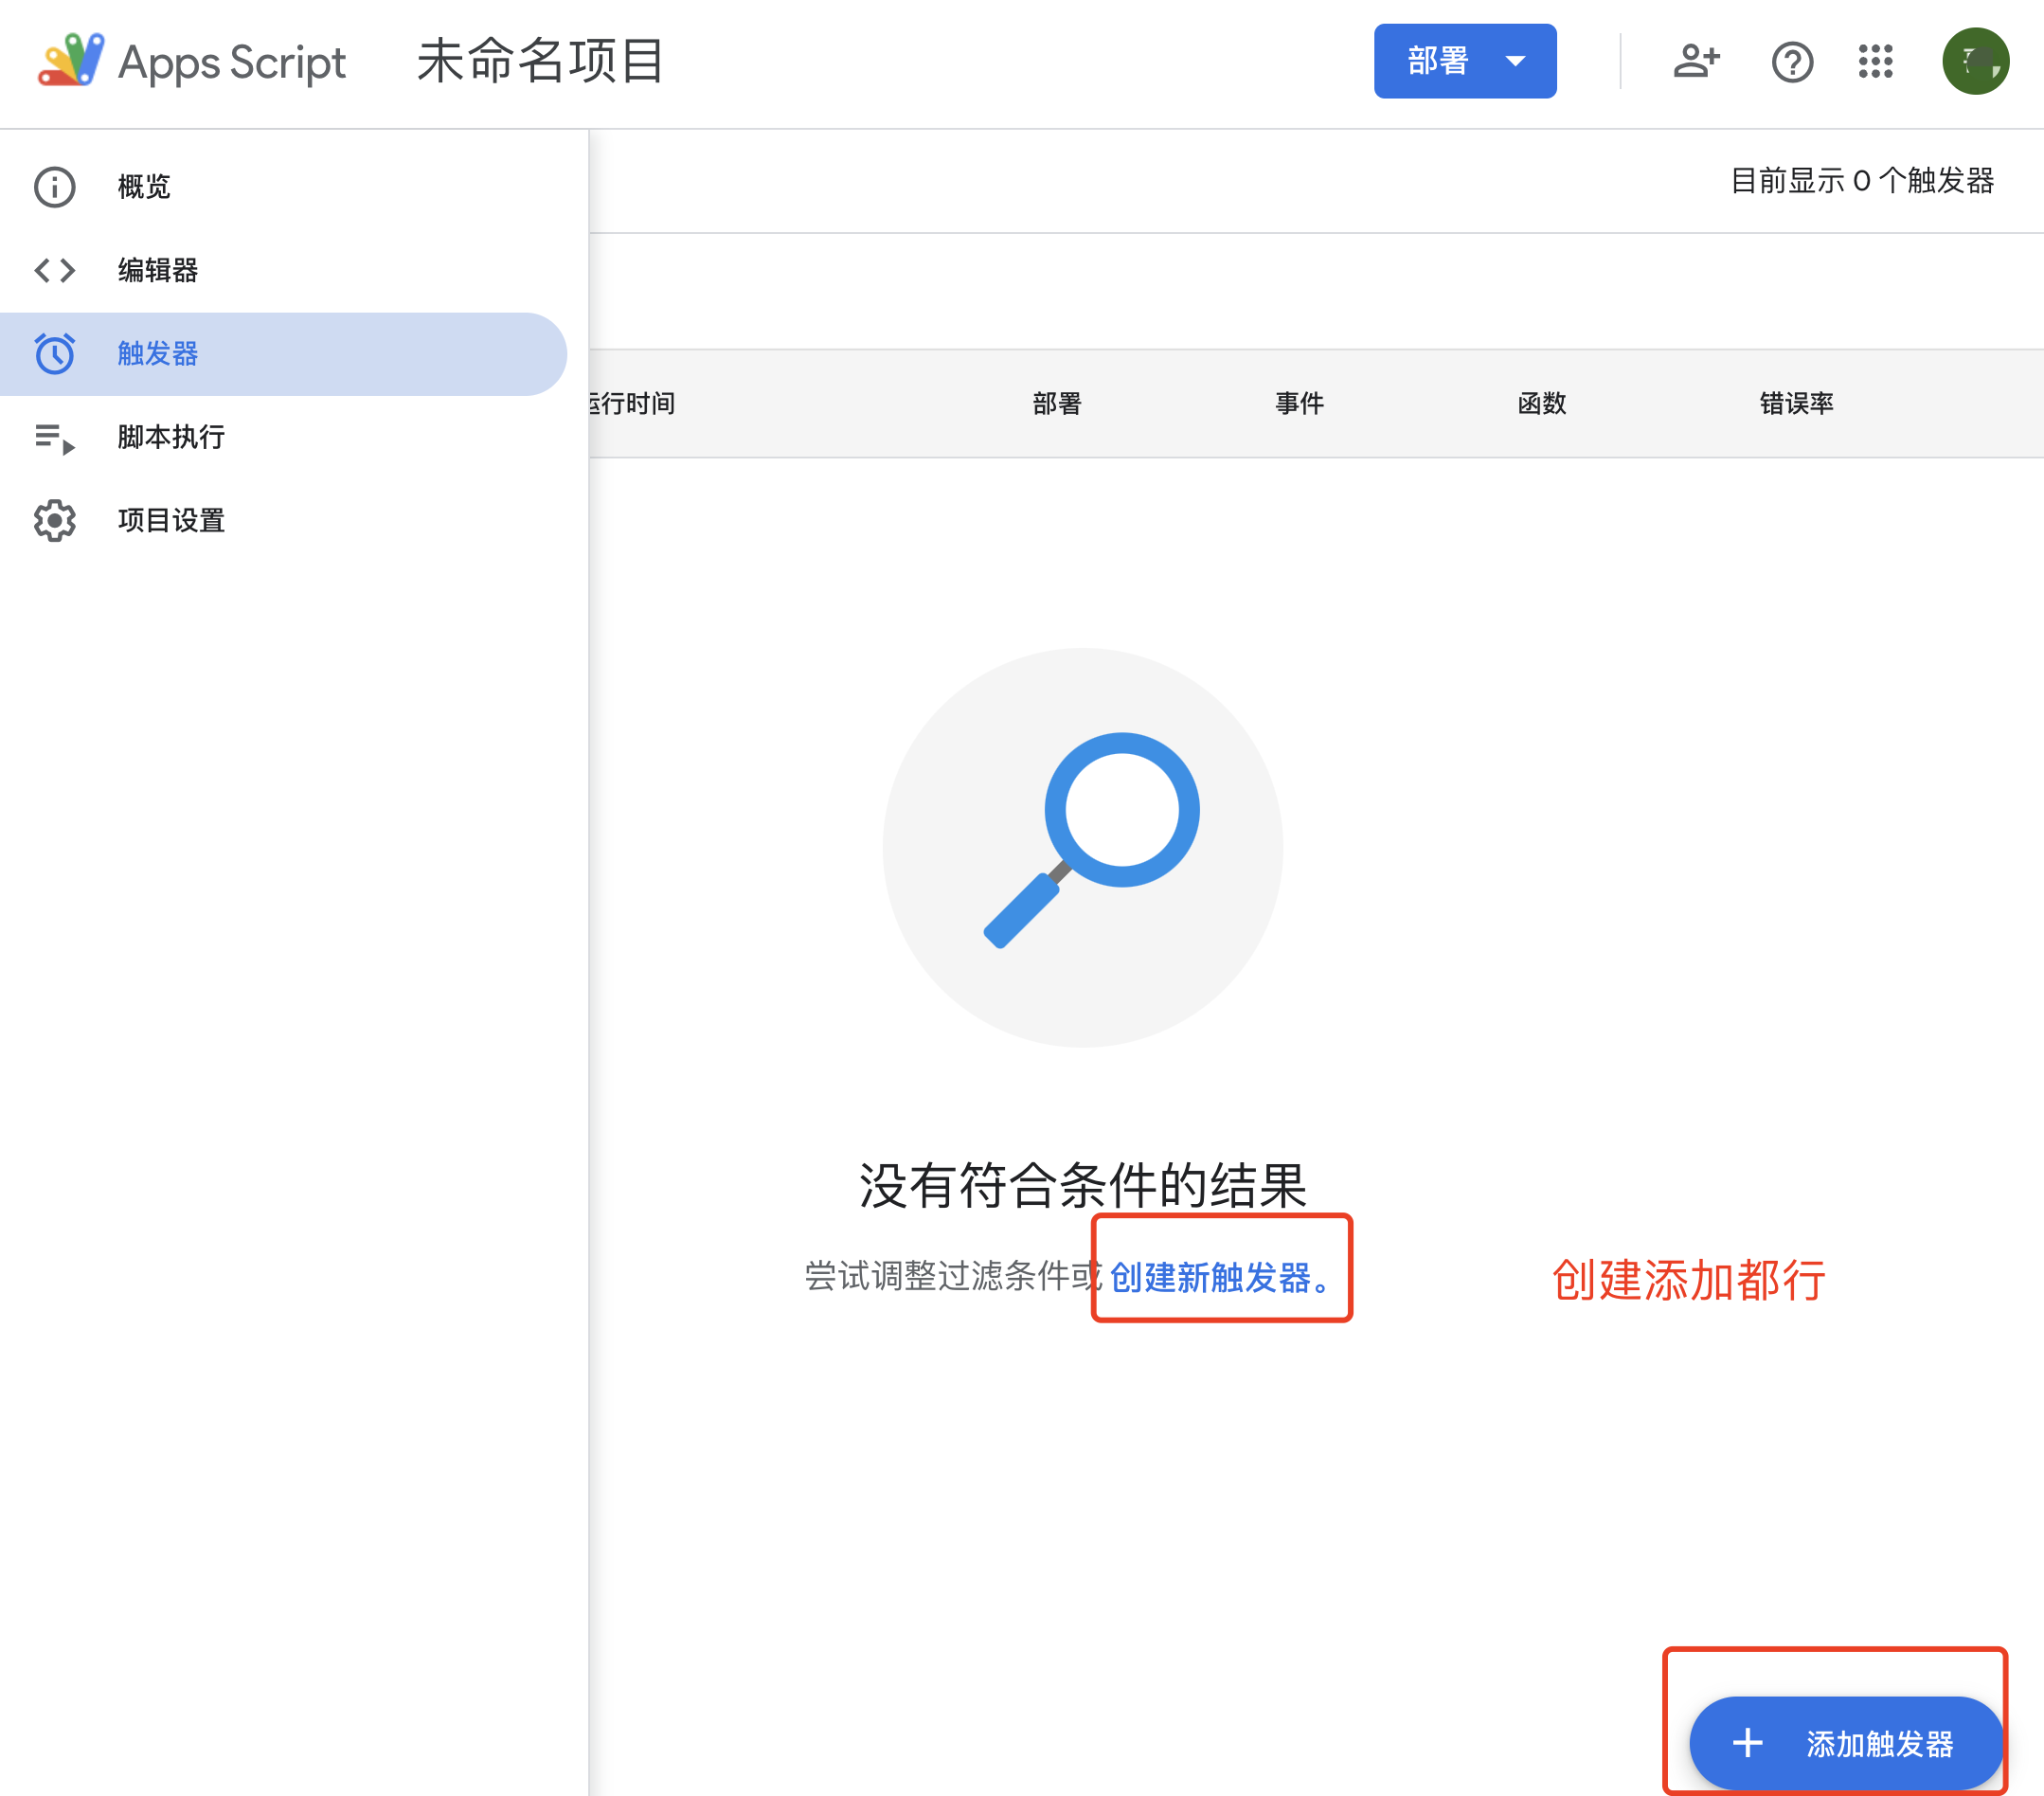 Apps Script 未命名项目 部署
概览
目前显示 0 个触发器
编辑器
触发器
运行时间 部署 事件 函数 错误率
脚本执行
项目设置
没有符合条件的结果
尝试调整过滤条件或 创建新触发器。
创建添加都行
添加触发器